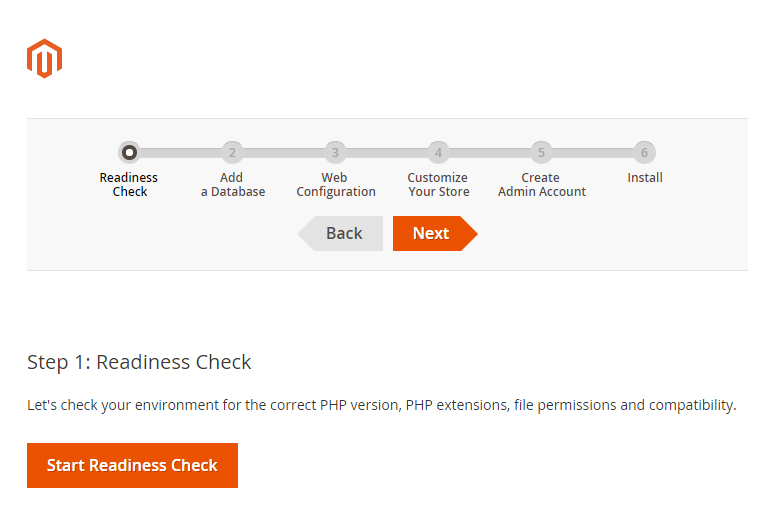 2 3 4 5 6
Readiness Add Web Customize Create Install
Check a Database Configuration Your Store Admin Account
Back Next
Step 1: Readiness Check
Let's check your environment for the correct PHP version, PHP extensions, file permissions and compatibility.
Start Readiness Check